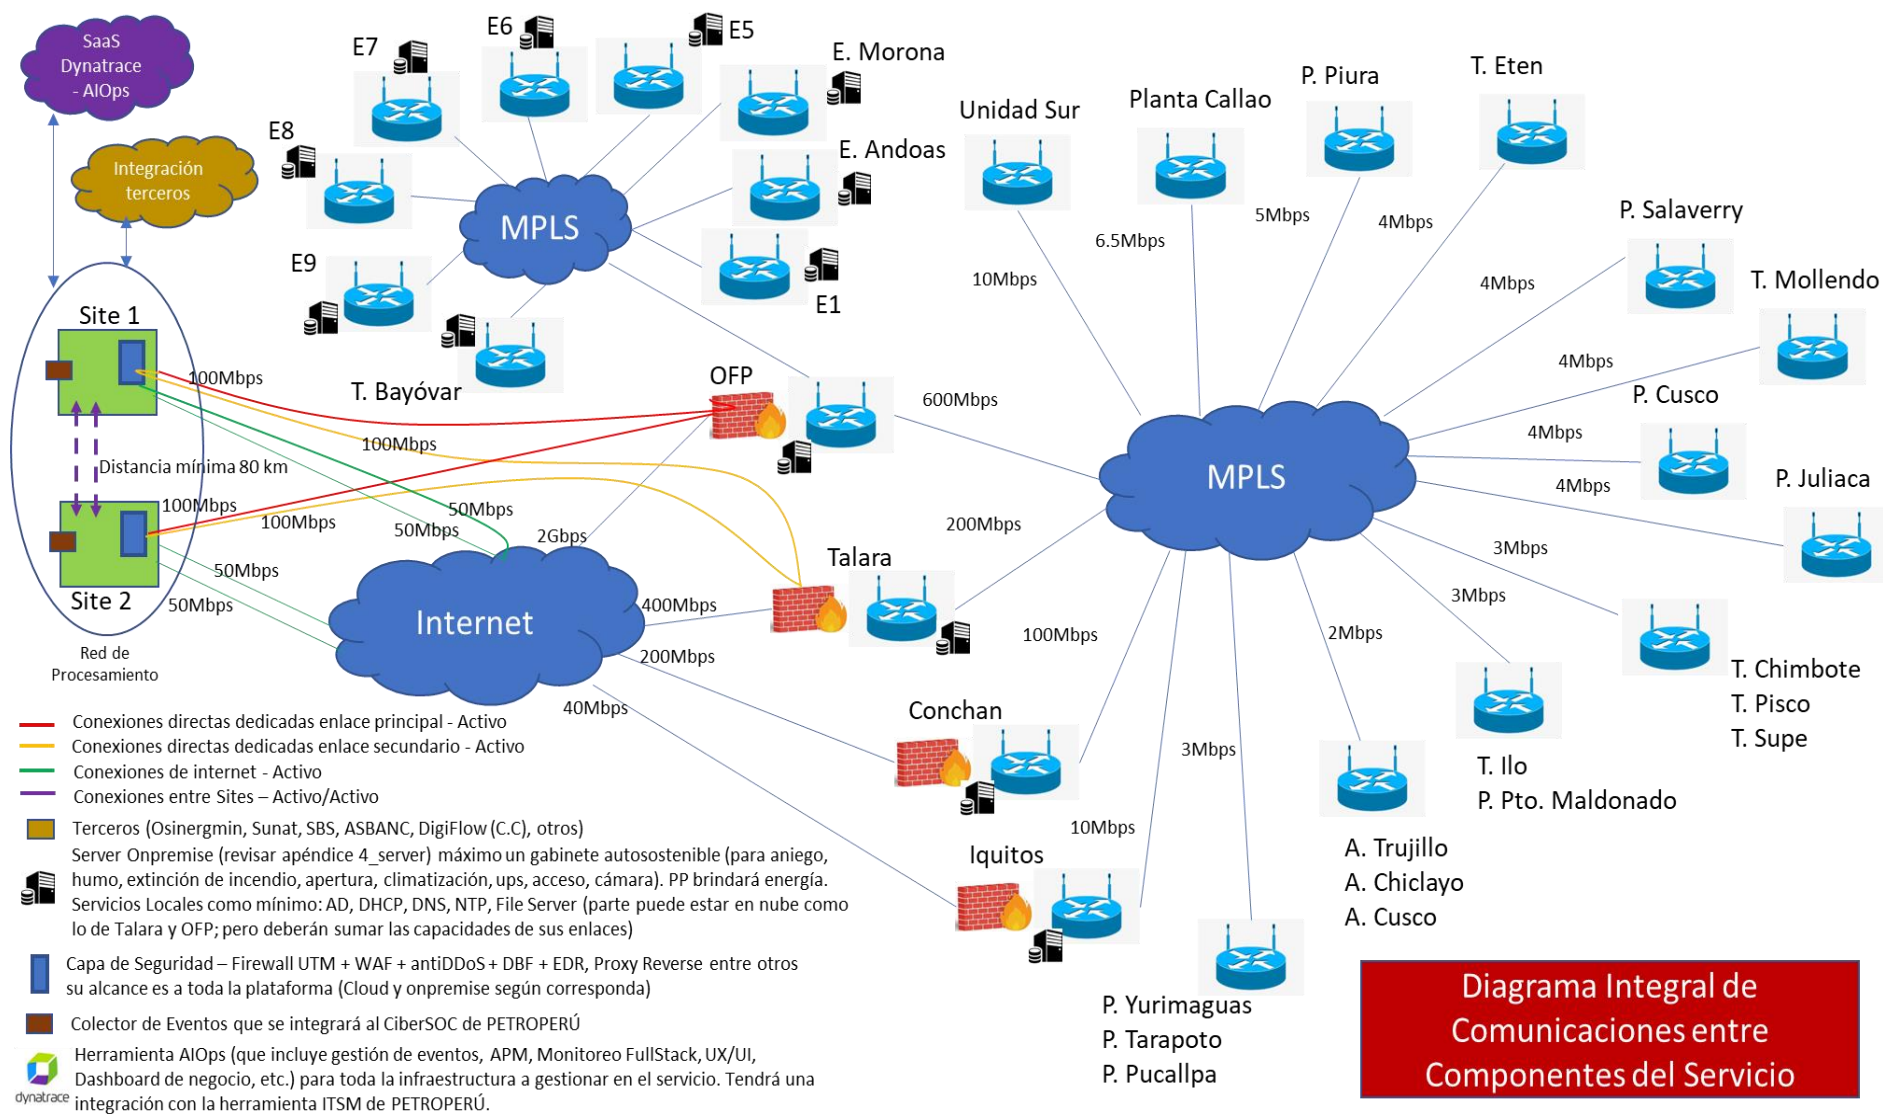 SaaS
Dynatrace
- AIOps
Integración
terceros
E7
E6
E5
E. Morona
E8
E. Andoas
E9
E1
MPLS
T. Bayóvar
Unidad Sur
Planta Callao
P. Piura
T. Eten
P. Salaverry
T. Mollendo
P. Cusco
P. Juliaca
10Mbps
6.5Mbps
5Mbps
4Mbps
4Mbps
4Mbps
4Mbps
4Mbps
MPLS
Site 1
100Mbps
OFP
600Mbps
100Mbps
Distancia mínima 80 km
100Mbps
100Mbps
50Mbps
50Mbps
2Gbps
200Mbps
Site 2
50Mbps
50Mbps
Internet
Talara
400Mbps
200Mbps
40Mbps
100Mbps
3Mbps
3Mbps
2Mbps
Red de
Procesamiento
Conchan
3Mbps
10Mbps
Iquitos
T. Chimbote
T. Pisco
T. Supe
T. Ilo
P. Pto. Maldonado
A. Trujillo
A. Chiclayo
A. Cusco
P. Yurimaguas
P. Tarapoto
P. Pucallpa
Conexiones directas dedicadas enlace principal - Activo
Conexiones directas dedicadas enlace secundario - Activo
Conexiones de internet - Activo
Conexiones entre Sites – Activo/Activo
Terceros (Osinergmin, Sunat, SBS, ASBANC, DigiFlow (C.C), otros)
Server Onpremise (revisar apéndice 4_server) máximo un gabinete autosostenible (para aniego,
humo, extinción de incendio, apertura, climatización, ups, acceso, cámara). PP brindará energía.
Servicios Locales como mínimo: AD, DHCP, DNS, NTP, File Server (parte puede estar en nube como
lo de Talara y OFP; pero deberán sumar las capacidades de sus enlaces)
Capa de Seguridad – Firewall UTM + WAF + antiDDoS + DBF + EDR, Proxy Reverse entre otros
su alcance es a toda la plataforma (Cloud y onpremise según corresponda)
Colector de Eventos que se integrará al CiberSOC de PETROPERÚ
Herramienta AIOps (que incluye gestión de eventos, APM, Monitoreo FullStack, UX/UI,
Dashboard de negocio, etc.) para toda la infraestructura a gestionar en el servicio. Tendrá una
integración con la herramienta ITSM de PETROPERÚ.
dynatrace
Diagrama Integral de
Comunicaciones entre
Componentes del Servicio